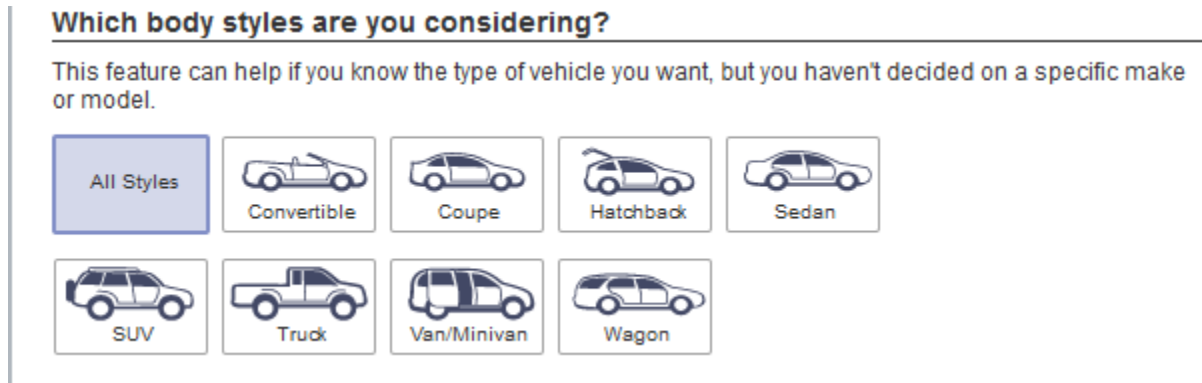 Which body styles are you considering?
This feature can help if you know the type of vehicle you want, but you haven't decided on a specific make
or model.
All Styles
Convertible
Coupe
Hatchback
Sedan
SUV
Truck
Van/Minivan
Wagon